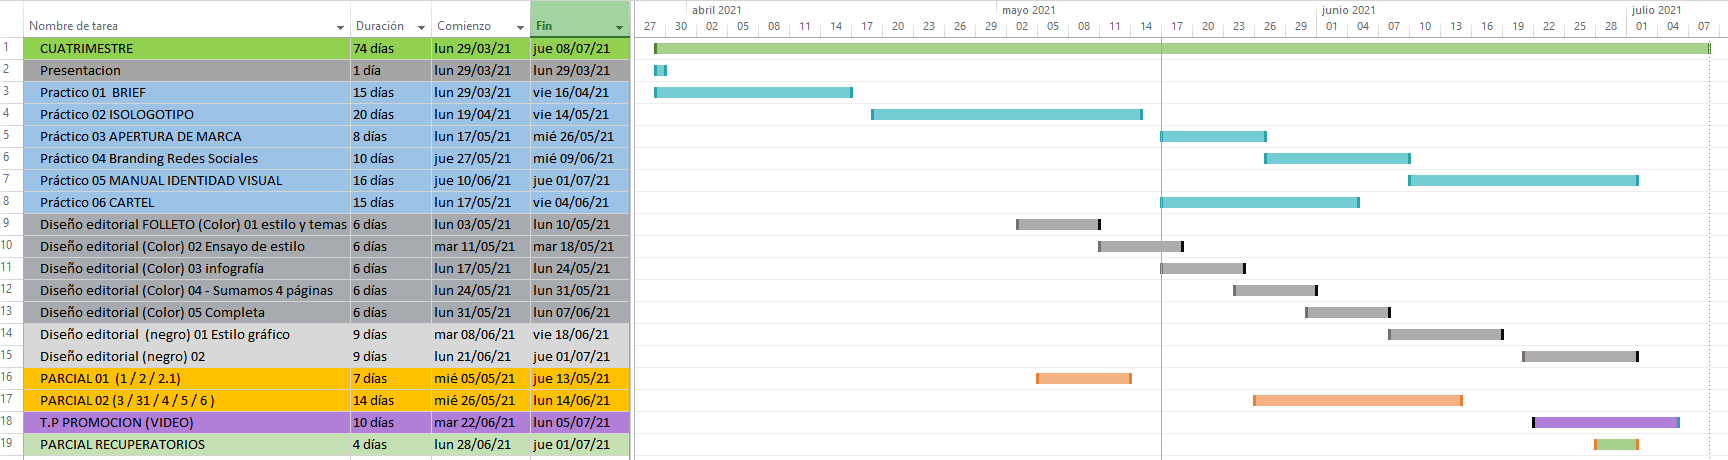 abril 2021 mayo 2021 junio 2021 julio 2021
Nombre de tarea Duración Comienzo Fin 27 30 02 05 08 11 14 17 20 23 26 29 02 05 08 11 14 17 20 23 26 29 01 04 07 10 13 16 19 22 25 28 01 04 07
1 CUATRIMESTRE 74 días lun 29/03/21 jue 08/07/21
2 Presentacion 1 día lun 29/03/21 lun 29/03/21
3 Practico 01  BRIEF 15 días lun 29/03/21 vie 16/04/21
4 Práctico 02 ISOLOGOTIPO 20 días lun 19/04/21 vie 14/05/21
5 Práctico 03 APERTURA DE MARCA 8 días lun 17/05/21 mié 26/05/21
6 Práctico 04 Branding Redes Sociales 10 días jue 27/05/21 mié 09/06/21
7 Práctico 05 MANUAL IDENTIDAD VISUAL 16 días jue 10/06/21 jue 01/07/21
8 Práctico 06 CARTEL 15 días lun 17/05/21 vie 04/06/21
9 Diseño editorial FOLLETO (Color) 01 estilo y temas 6 días lun 03/05/21 lun 10/05/21
10 Diseño editorial (Color) 02 Ensayo de estilo 6 días mar 11/05/21 mar 18/05/21
11 Diseño editorial (Color) 03 infografía 6 días lun 17/05/21 lun 24/05/21
12 Diseño editorial (Color) 04 - Sumamos 4 páginas 6 días lun 24/05/21 lun 31/05/21
13 Diseño editorial (Color) 05 Completa 6 días lun 31/05/21 lun 07/06/21
14 Diseño editorial  (negro) 01 Estilo gráfico 9 días mar 08/06/21 vie 18/06/21
15 Diseño editorial (negro) 02 9 días lun 21/06/21 jue 01/07/21
16 PARCIAL 01  (1 / 2 / 2.1) 7 días mié 05/05/21 jue 13/05/21
17 PARCIAL 02 (3 / 31 / 4 / 5 / 6 ) 14 días mié 26/05/21 lun 14/06/21
18 T.P PROMOCION (VIDEO) 10 días mar 22/06/21 lun 05/07/21
19 PARCIAL RECUPERATORIOS 4 días lun 28/06/21 jue 01/07/21